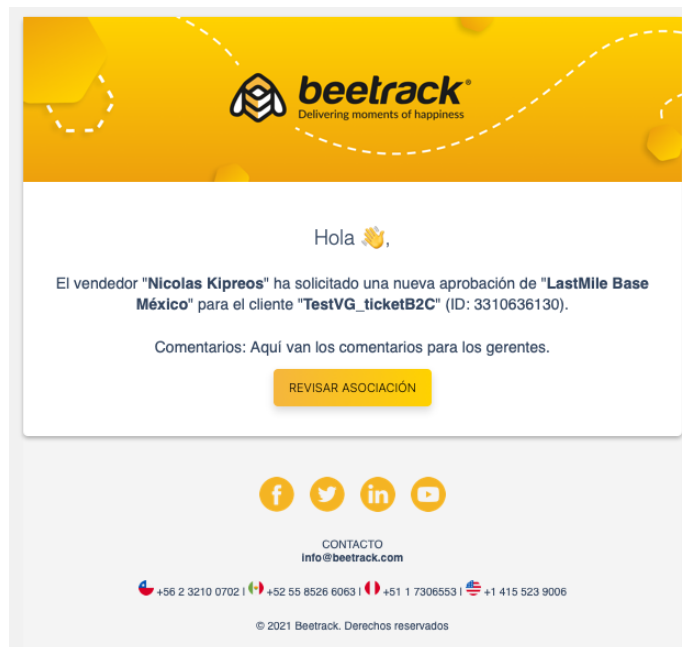 beetrack®
Delivering moments of happiness
Hola 👋,
El vendedor "Nicolas Kipreos" ha solicitado una nueva aprobación de "LastMile Base
México" para el cliente "TestVG_ticketB2C" (ID: 3310636130).
Comentarios: Aquí van los comentarios para los gerentes.
REVISAR ASOCIACIÓN
CONTACTO
info@beetrack.com
+56 2 3210 0702 | +52 55 8526 6063 | +51 1 7306553 | +1 415 523 9006
© 2021 Beetrack. Derechos reservados